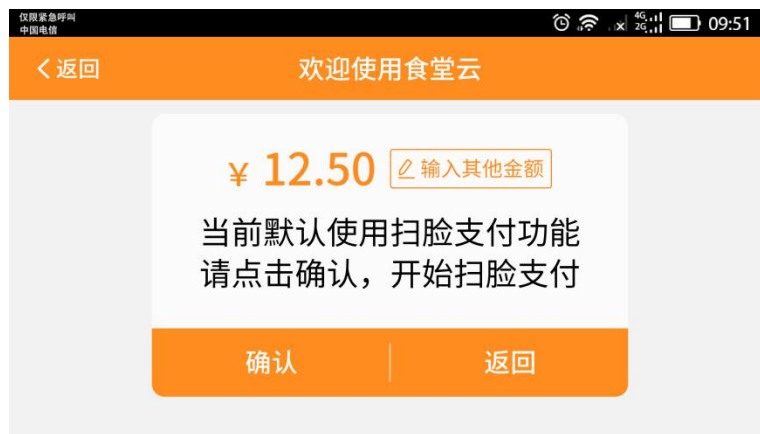 仅限紧急呼叫
中国电信
4G
2G
09:51
返回
欢迎使用食堂云
¥ 12.50
输入其他金额
当前默认使用扫脸支付功能
请点击确认，开始扫脸支付
确认
返回